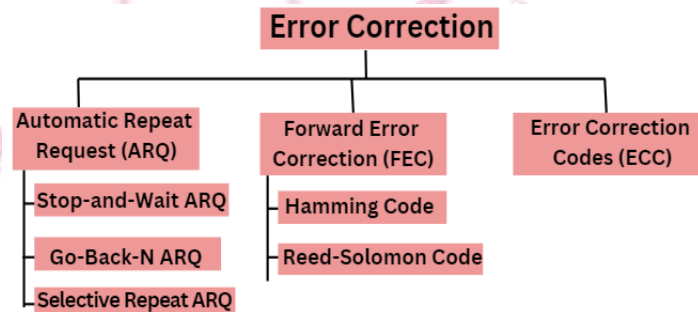 Error Correction
Automatic Repeat
Request (ARQ)
Stop-and-Wait ARQ
Go-Back-N ARQ
Selective Repeat ARQ
Forward Error
Correction (FEC)
Hamming Code
Reed-Solomon Code
Error Correction
Codes (ECC)